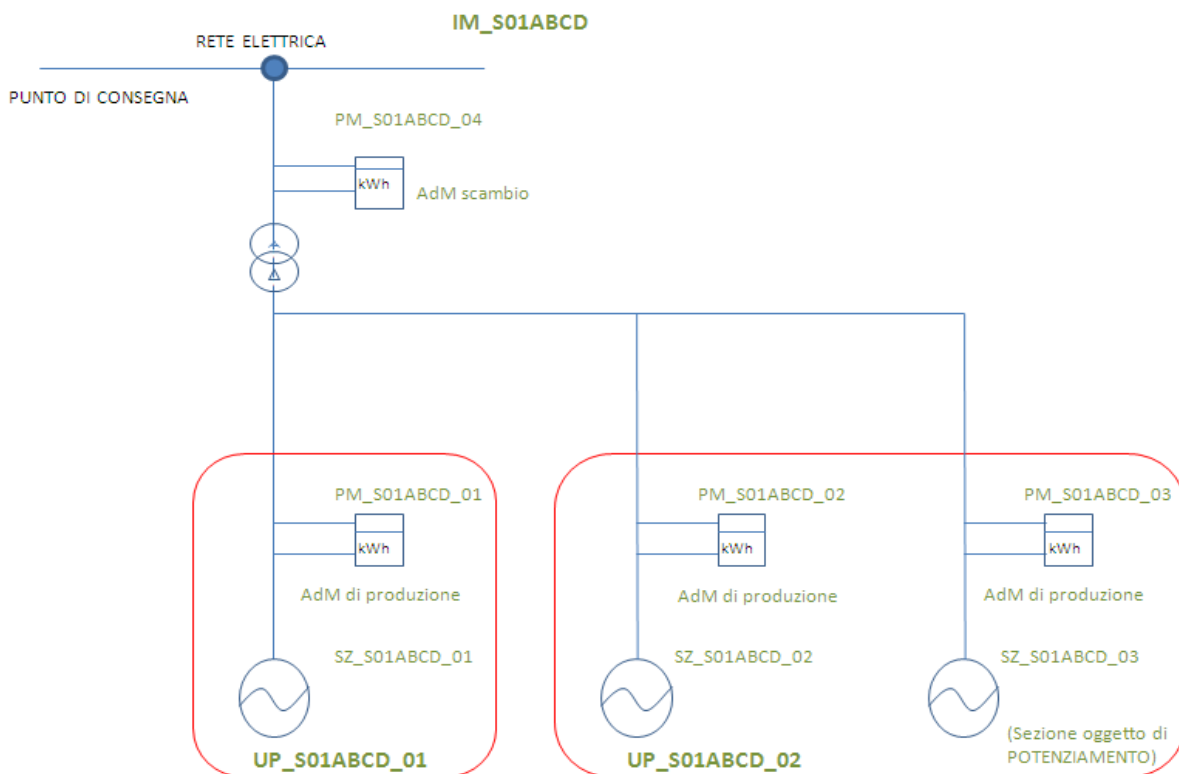 IM_S01ABCD
RETE ELETTRICA
PUNTO DI CONSEGNA
PM_S01ABCD_04
kWh
AdM scambio
PM_S01ABCD_01
PM_S01ABCD_02
PM_S01ABCD_03
kWh
kWh
kWh
AdM di produzione
AdM di produzione
AdM di produzione
SZ_S01ABCD_01
SZ_S01ABCD_02
SZ_S01ABCD_03
(Sezione oggetto di
POTENZIAMENTO)
UP_S01ABCD_01
UP_S01ABCD_02